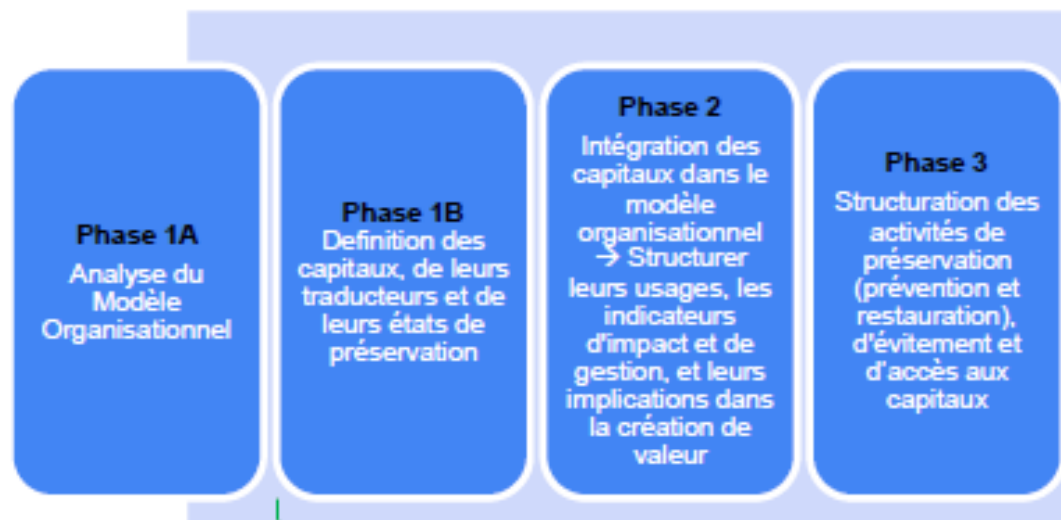 Phase 1A
Analyse du
Modèle
Organisationnel
Phase 1B
Definition des
capitaux, de leurs
traducteurs et de
leurs états de
préservation
Phase 2
Intégration des
capitaux dans le
modèle
organisationnel
→ Structurer
leurs usages, les
indicateurs
d'impact et de
gestion, et leurs
implications dans
la création de
valeur
Phase 3
Structuration des
activités de
préservation
(prévention et
restauration),
d'évitement et
d'accès aux
capitaux